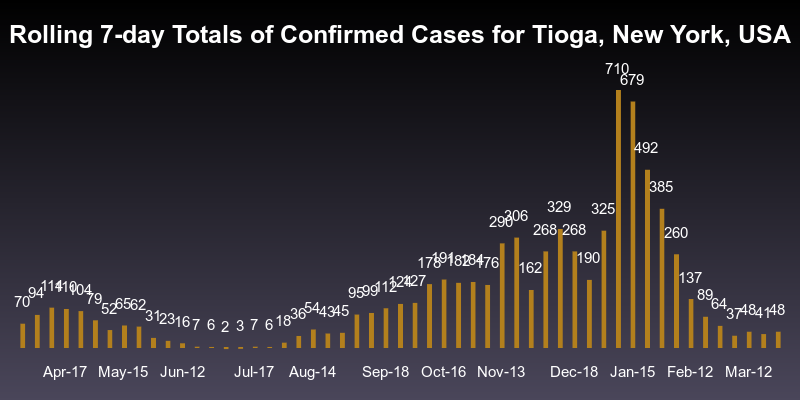 Rolling 7-day Totals of Confirmed Cases for Tioga, New York, USA
70 94 110 104 79 52 65 62 31 23 16 7 6 2 3 7 6 18 36 54 43 45 95 99 112 127 178 191 182 184 176 290 306 162 268 329 268 190 325 710 679 492 385 260 137 89 64 37 48 41 48
Apr-17 May-15 Jun-12 Jul-17 Aug-14 Sep-18 Oct-16 Nov-13 Dec-18 Jan-15 Feb-12 Mar-12